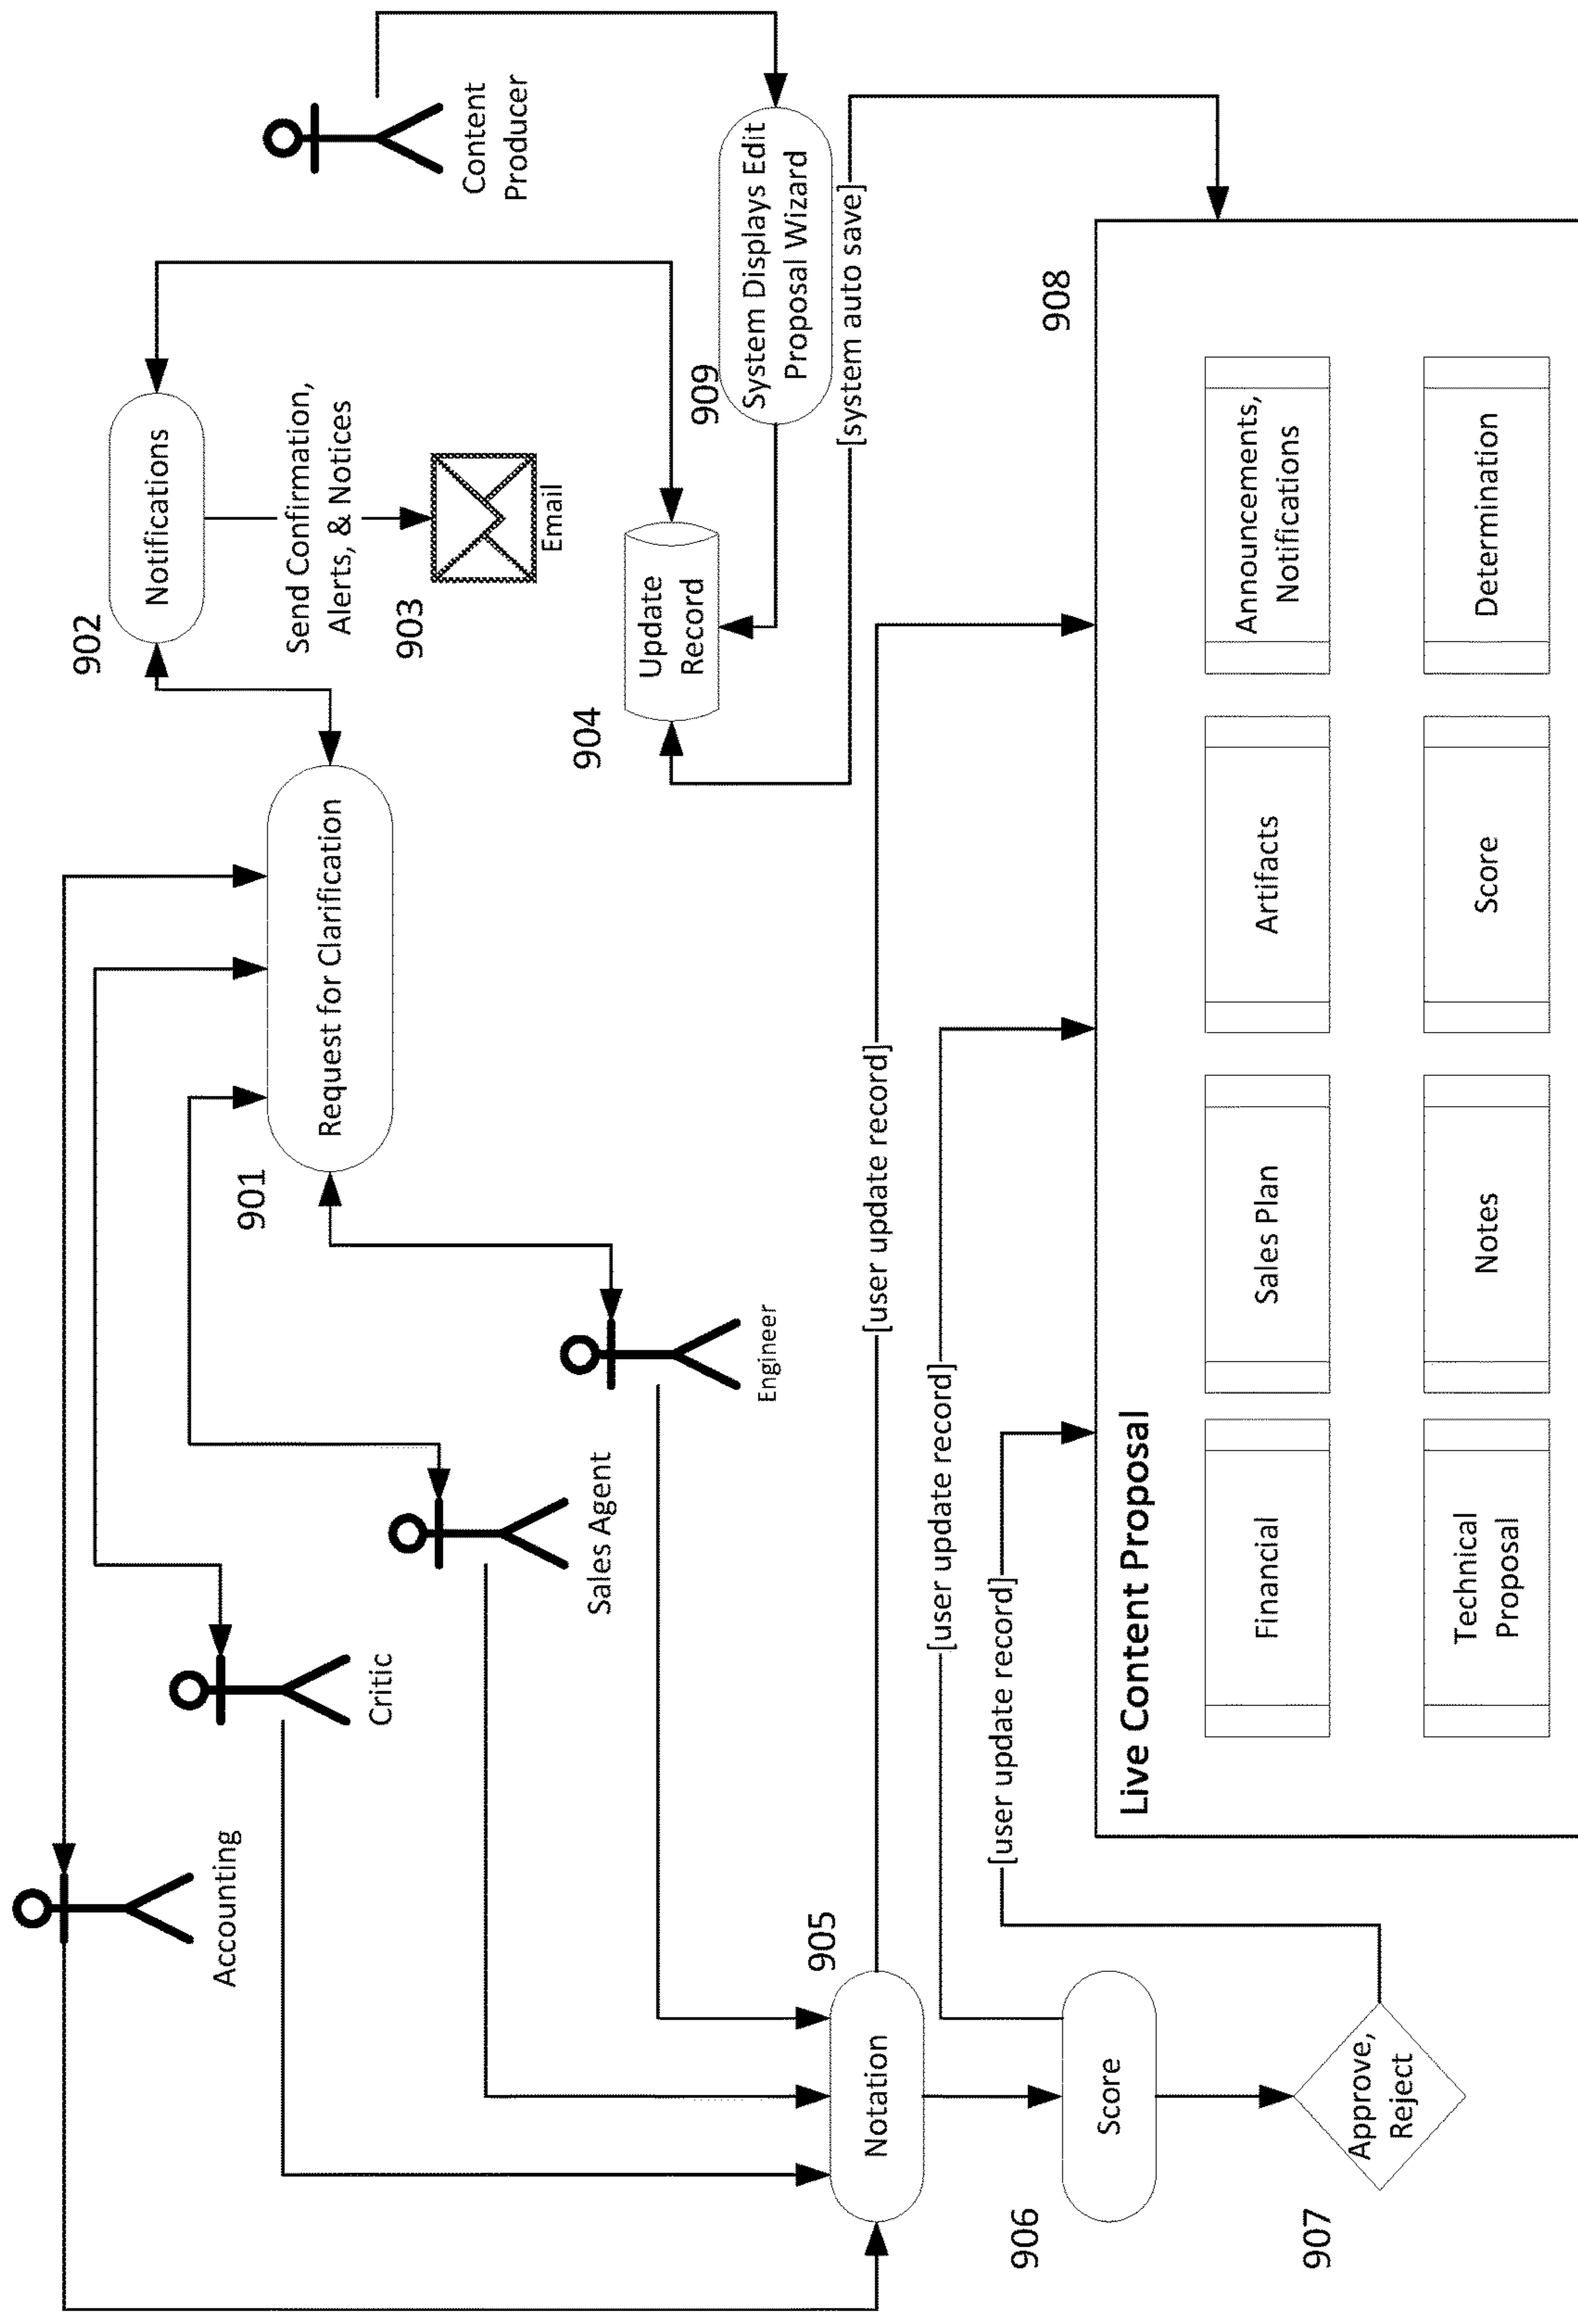 Accounting
Critic
Sales Agent
Engineer
901
Request for Clarification
902
Notifications
Send Confirmation,
Alerts, & Notices
903
Email
Content
Producer
904
Update
Record
909
System Displays Edit
Proposal Wizard
[system auto save]
905
Notation
[user update record]
906
Score
[user update record]
907
Approve,
Reject
[user update record]
908
Live Content Proposal
Financial
Sales Plan
Artifacts
Announcements,
Notifications
Technical
Proposal
Notes
Score
Determination